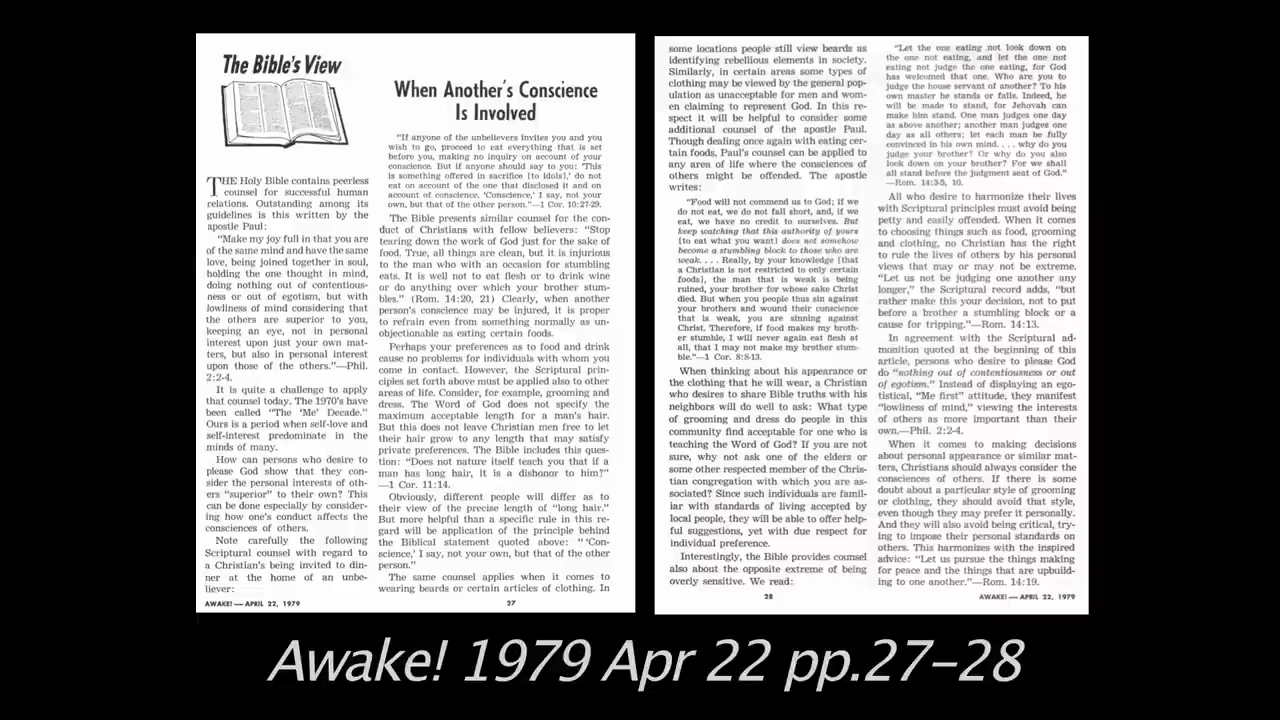 The Bible's View
THE Holy Bible contains peerless
counsel for successful human
relations. Outstanding among its
guidelines is this written by the
apostle Paul:
"Make my joy full in that you are
of the same mind and have the same
love, being joined together in soul,
holding the one thought in mind,
doing nothing out of contentious-
ness or out of egotism, but with
lowliness of mind considering that
the others are superior to you,
keeping an eye, not in personal
interest upon just your own mat-
ters, but also in personal interest
upon those of the others."—Phil.
2:2-4.
It is quite a challenge to apply
that counsel today. The 1970's have
been called "The 'Me' Decade."
Ours is a period when self-love and
self-interest predominate in the
minds of many.
How can persons who desire to
please God show that they con-
sider the personal interests of oth-
ers "superior" to their own? This
can be done especially by consider-
ing how one's conduct affects the
consciences of others.
Note carefully the following
Scriptural counsel with regard to
a Christian's being invited to din-
ner at the home of an unbe-
liever:
When Another's Conscience
Is Involved
"If anyone of the unbelievers invites you and you
wish to go, proceed to eat everything that is set
before you, making no inquiry on account of your
conscience. But if anyone should say to you: 'This
is something offered in sacrifice [to idols],' do not
eat on account of the one that disclosed it and on
account of conscience. 'Conscience,' I say, not your
own, but that of the other person."—1 Cor. 10:27-29.
The Bible presents similar counsel for the con-
duct of Christians with fellow believers: "Stop
tearing down the work of God just for the sake of
food. True, all things are clean, but it is injurious
to the man who with an occasion for stumbling
eats. It is well not to eat flesh or to drink wine
or do anything over which your brother stum-
bles." (Rom. 14:20, 21) Clearly, when another
person's conscience may be injured, it is proper
to refrain even from something normally as un-
objectionable as eating certain foods.
Perhaps your preferences as to food and drink
cause no problems for individuals with whom you
come in contact. However, the Scriptural prin-
ciples set forth above must be applied also to other
areas of life. Consider, for example, grooming and
dress. The Word of God does not specify the
maximum acceptable length for a man's hair.
But this does not leave Christian men free to let
their hair grow to any length that may satisfy
private preferences. The Bible includes this ques-
tion: "Does not nature itself teach you that if a
man has long hair, it is a dishonor to him?"
—1 Cor. 11:14.
Obviously, different people will differ as to
their view of the precise length of "long hair."
But more helpful than a specific rule in this re-
gard will be application of the principle behind
the Biblical statement quoted above: " 'Con-
science,' I say, not your own, but that of the other
person."
The same counsel applies when it comes to
wearing beards or certain articles of clothing. In
AWAKE!—APRIL 22, 1979
27
some locations people still view beards as
identifying rebellious elements in society.
Similarly, in certain areas some types of
clothing may be viewed by the general pop-
ulation as unacceptable for men and wom-
en claiming to represent God. In this re-
spect it will be helpful to consider some
additional counsel of the apostle Paul.
Though dealing once again with eating cer-
tain foods, Paul's counsel can be applied to
any area of life where the consciences of
others might be offended. The apostle
writes:
"Food will not commend us to God; if we
do not eat, we do not fall short, and, if we
eat, we have no credit to ourselves. But
keep watching that this authority of yours
[to eat what you want] does not somehow
become a stumbling block to those who are
weak. . . . Really, by your knowledge [that
a Christian is not restricted to only certain
foods], the man that is weak is being
ruined, your brother for whose sake Christ
died. But when you people thus sin against
your brothers and wound their conscience
that is weak, you are sinning against
Christ. Therefore, if food makes my broth-
er stumble, I will never again eat flesh at
all, that I may not make my brother stum-
ble."—1 Cor. 8:8-13.
When thinking about his appearance or
the clothing that he will wear, a Christian
who desires to share Bible truths with his
neighbors will do well to ask: What type
of grooming and dress do people in this
community find acceptable for one who is
teaching the Word of God? If you are not
sure, why not ask one of the elders or
some other respected member of the Chris-
tian congregation with which you are as-
sociated? Since such individuals are famil-
iar with standards of living accepted by
local people, they will be able to offer help-
ful suggestions, yet with due respect for
individual preference.
Interestingly, the Bible provides counsel
also about the opposite extreme of being
overly sensitive. We read:
"Let the one eating not look down on
the one not eating, and let the one not
eating not judge the one eating, for God
has welcomed that one. Who are you to
judge the house servant of another? To his
own master he stands or falls. Indeed, he
will be made to stand, for Jehovah can
make him stand. One man judges one day
as above another; another man judges one
day as all others; let each man be fully
convinced in his own mind. . . . why do you
judge your brother? Or why do you also
look down on your brother? For we shall
all stand before the judgment seat of God."
—Rom. 14:3-5, 10.
All who desire to harmonize their lives
with Scriptural principles must avoid being
petty and easily offended. When it comes
to choosing things such as food, grooming
and clothing, no Christian has the right
to rule the lives of others by his personal
views that may or may not be extreme.
"Let us not be judging one another any
longer," the Scriptural record adds, "but
rather make this your decision, not to put
before a brother a stumbling block or a
cause for tripping."—Rom. 14:13.
In agreement with the Scriptural ad-
monition quoted at the beginning of this
article, persons who desire to please God
do "nothing out of contentiousness or out
of egotism." Instead of displaying an ego-
tistical, "Me first" attitude, they manifest
"lowliness of mind," viewing the interests
of others as more important than their
own.—Phil. 2:2-4.
When it comes to making decisions
about personal appearance or similar mat-
ters, Christians should always consider the
consciences of others. If there is some
doubt about a particular style of grooming
or clothing, they should avoid that style,
even though they may prefer it personally.
And they will also avoid being critical, try-
ing to impose their personal standards on
others. This harmonizes with the inspired
advice: "Let us pursue the things making
for peace and the things that are upbuild-
ing to one another."—Rom. 14:19.
28
AWAKE!—APRIL 22, 1979
Awake! 1979 Apr 22 pp.27-28